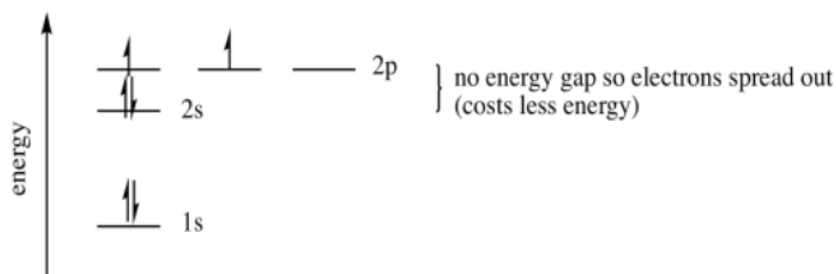 2p
no energy gap so electrons spread out
(costs less energy)
2s
energy
1s